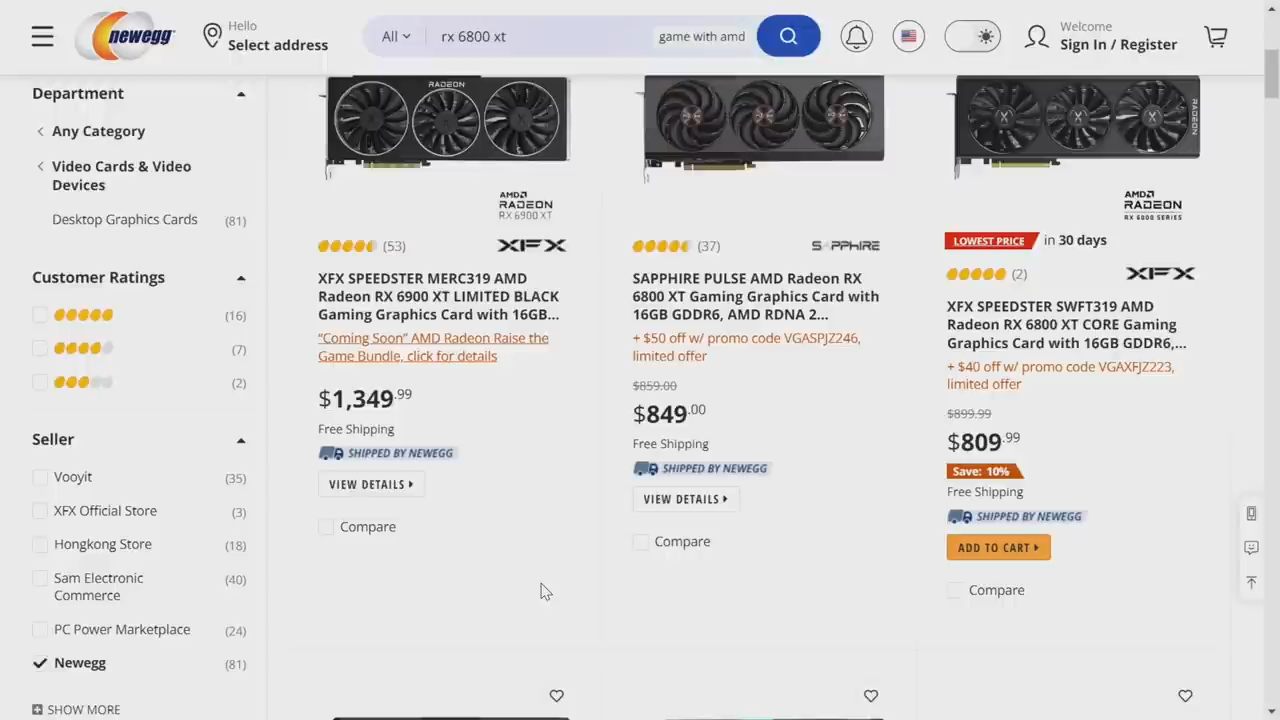 newegg
Hello
Select address
All
rx 6800 xt
game with amd
Welcome
Sign In / Register
Department
Any Category
Video Cards & Video
Devices
Desktop Graphics Cards (81)
Customer Ratings
(16)
(7)
(2)
Seller
Vooyit (35)
XFX Official Store (3)
Hongkong Store (18)
Sam Electronic
Commerce (40)
PC Power Marketplace (24)
Newegg (81)
SHOW MORE
RADEON
AMD
RADEON
RX 6900 XT
(53)
XFX
XFX SPEEDSTER MERC319 AMD
Radeon RX 6900 XT LIMITED BLACK
Gaming Graphics Card with 16GB...
“Coming Soon” AMD Radeon Raise the
Game Bundle, click for details
$1,349.99
Free Shipping
SHIPPED BY NEWEGG
VIEW DETAILS
Compare
(37)
SAPPHIRE
SAPPHIRE PULSE AMD Radeon RX
6800 XT Gaming Graphics Card with
16GB GDDR6, AMD RDNA 2...
+ $50 off w/ promo code VGASPJZ246,
limited offer
$859.00
$849.00
Free Shipping
SHIPPED BY NEWEGG
VIEW DETAILS
Compare
RADEON
AMD
RADEON
RX 6000 SERIES
LOWEST PRICE in 30 days
(2)
XFX
XFX SPEEDSTER SWFT319 AMD
Radeon RX 6800 XT CORE Gaming
Graphics Card with 16GB GDDR6,...
+ $40 off w/ promo code VGAXFJZ223,
limited offer
$899.99
$809.99
Save: 10%
Free Shipping
SHIPPED BY NEWEGG
ADD TO CART
Compare